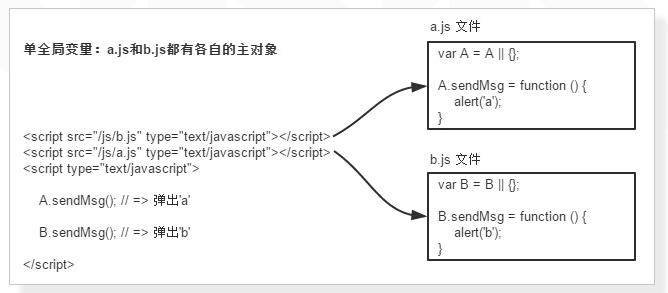 单全局变量：a.js和b.js都有各自的主对象
<script src="/js/b.js" type="text/javascript"></script>
<script src="/js/a.js" type="text/javascript"></script>
<script type="text/javascript">
A.sendMsg(); // => 弹出'a'
B.sendMsg(); // => 弹出'b'
</script>
a.js 文件
var A = A || {};
A.sendMsg = function () {
alert('a');
}
b.js 文件
var B = B || {};
B.sendMsg = function () {
alert('b');
}